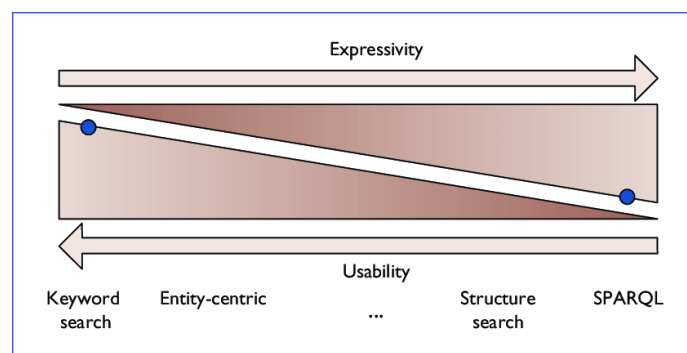 Expressivity
Usability
Keyword search
Entity-centric
...
Structure search
SPARQL